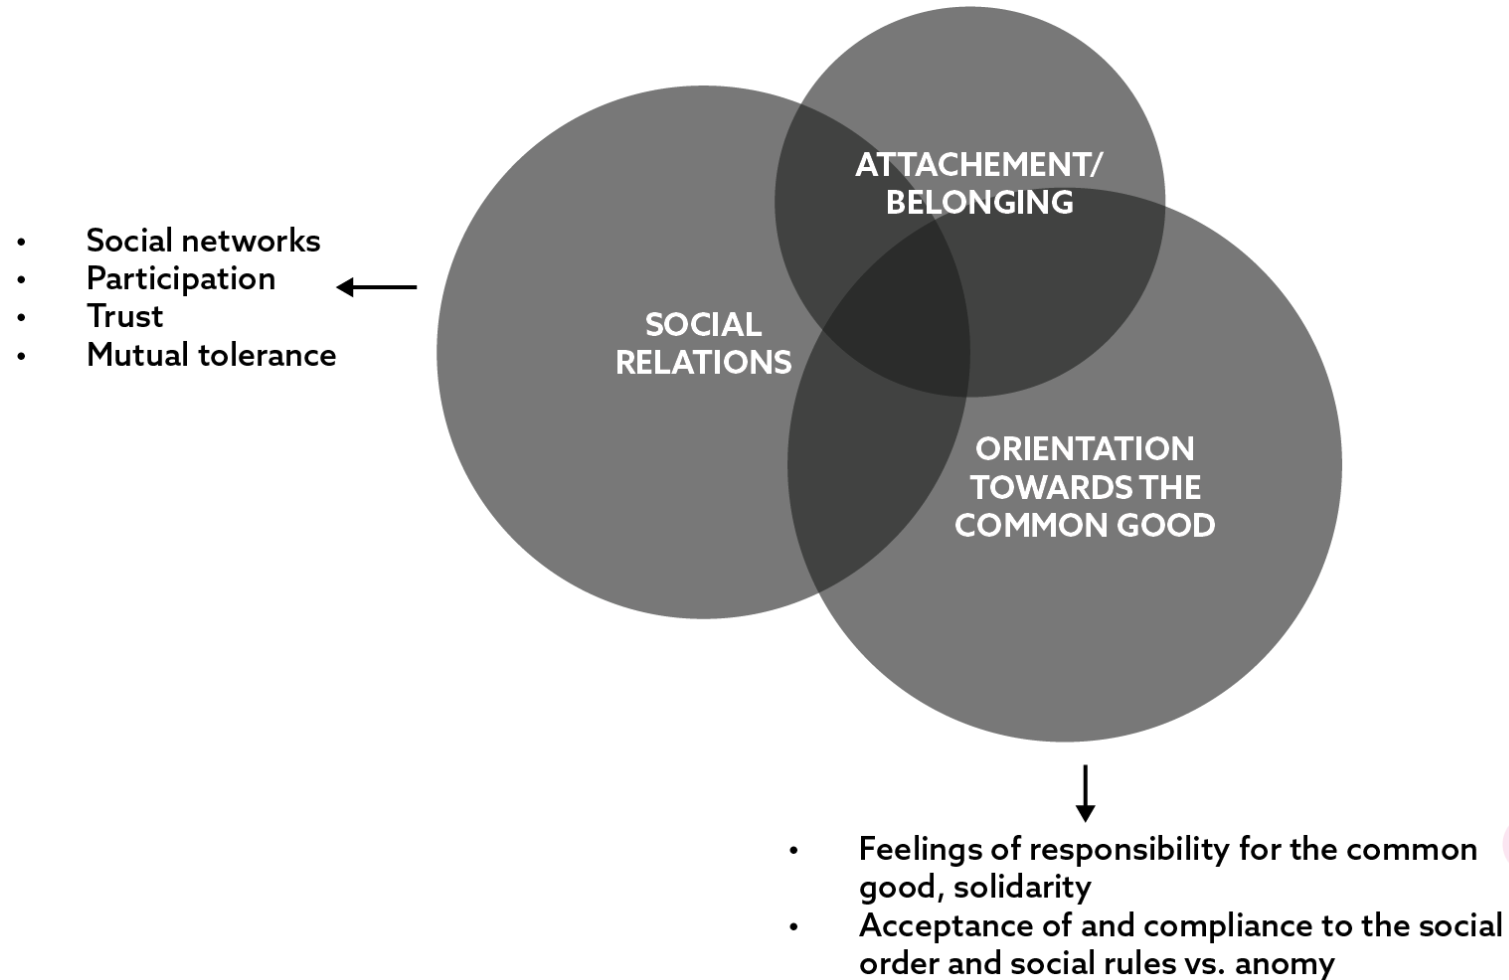 ATTACHEMENT/
BELONGING
• Social networks
• Participation
• Trust
• Mutual tolerance
SOCIAL
RELATIONS
ORIENTATION
TOWARDS THE
COMMON GOOD
• Feelings of responsibility for the common
good, solidarity
• Acceptance of and compliance to the social
order and social rules vs. anomy